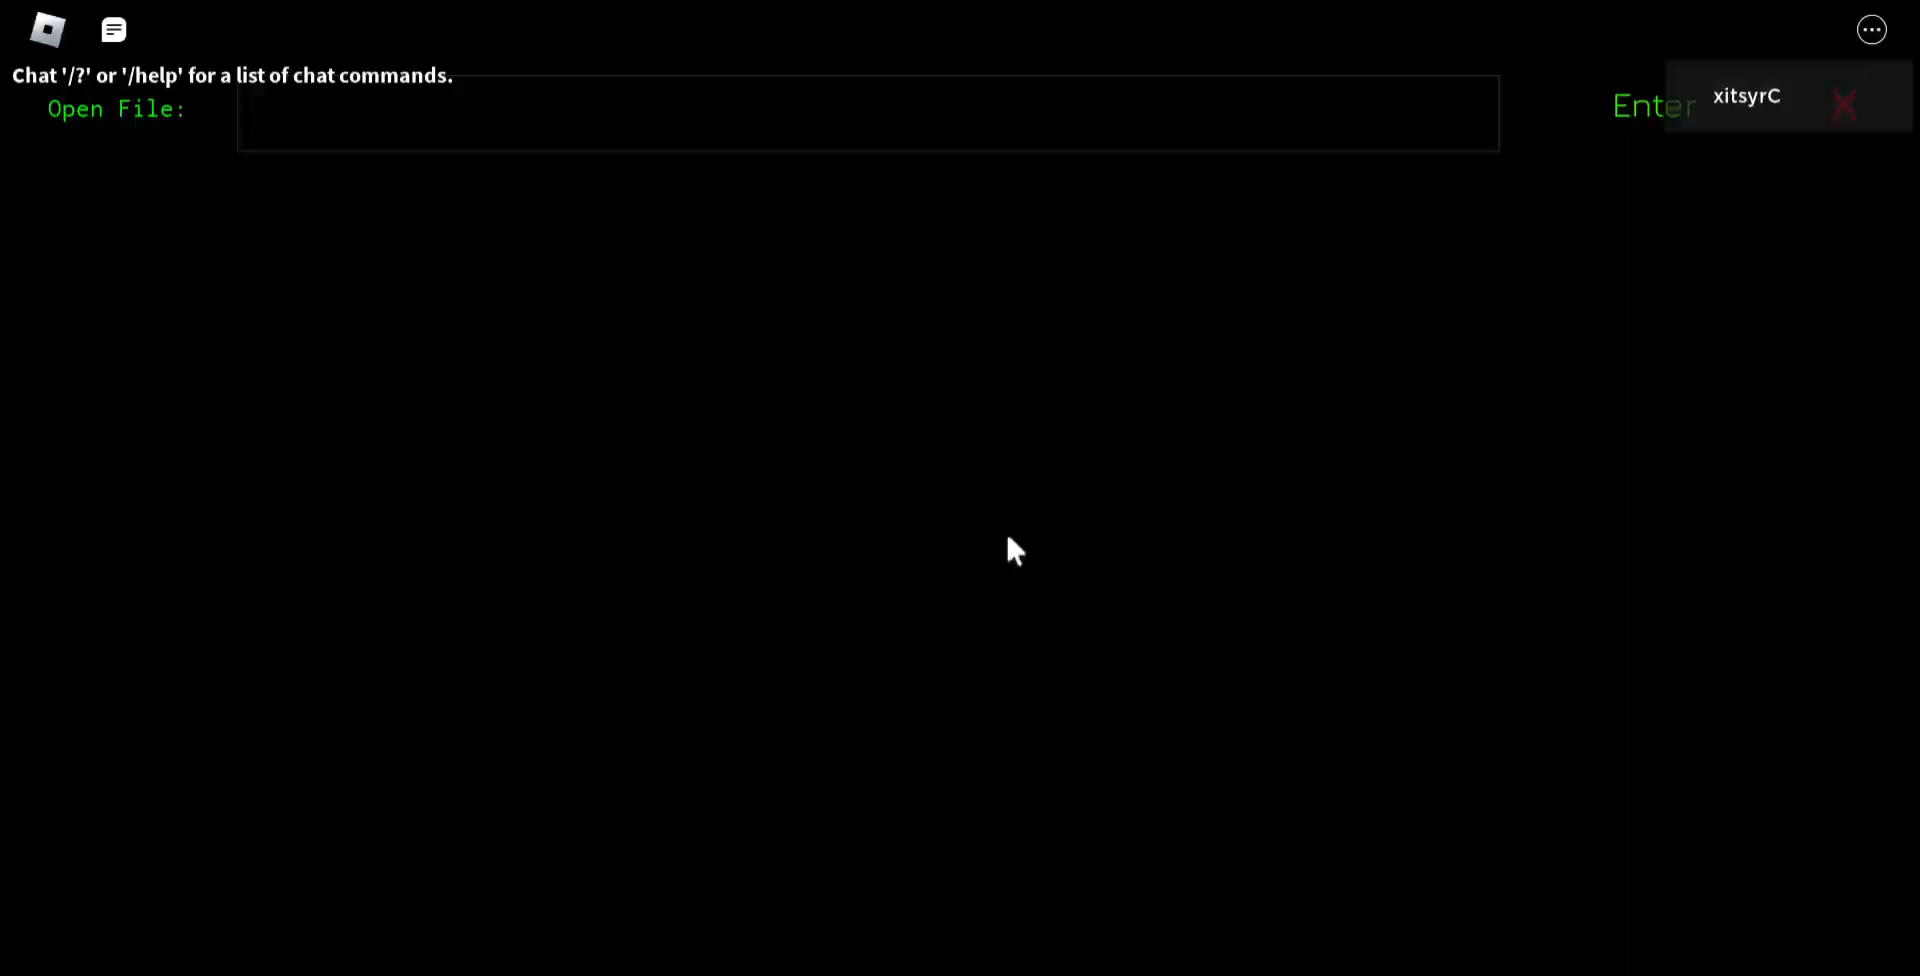 Chat '/?' or '/help' for a list of chat commands.
Open File:
Enter
xitsyrC
X